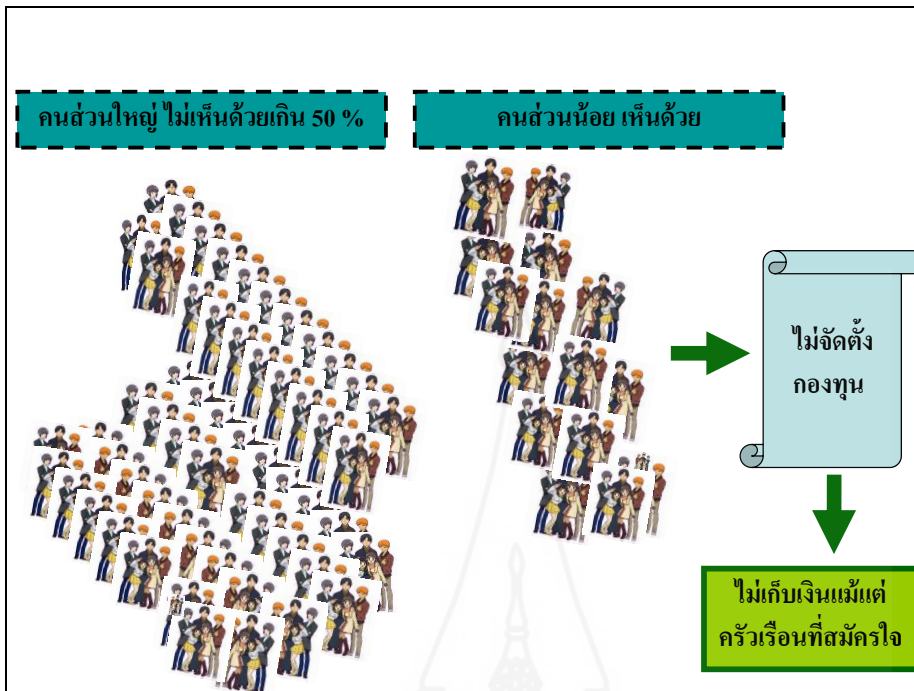 คนส่วนใหญ่ ไม่เห็นด้วยเกิน 50 %
คนส่วนน้อย เห็นด้วย
ไม่จัดตั้ง
กองทุน
ไม่เก็บเงินแม้แต่
ครัวเรือนที่สมัครใจ